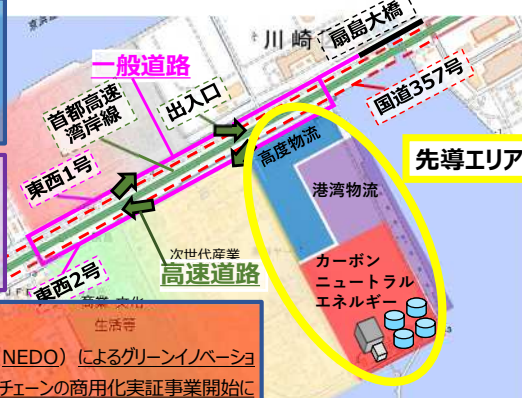 川崎
扇島大橋
一般道路
首都高速
湾岸線
出入口
国道357号
高度物流
先導エリア
東西1号
港湾物流
次世代産業
高速道路
カーボン
ニュートラル
エネルギー
東西2号
商業・文化
生活等
NEDO）によるグリーンイノベーショ
チェーンの商用化実証事業開始に